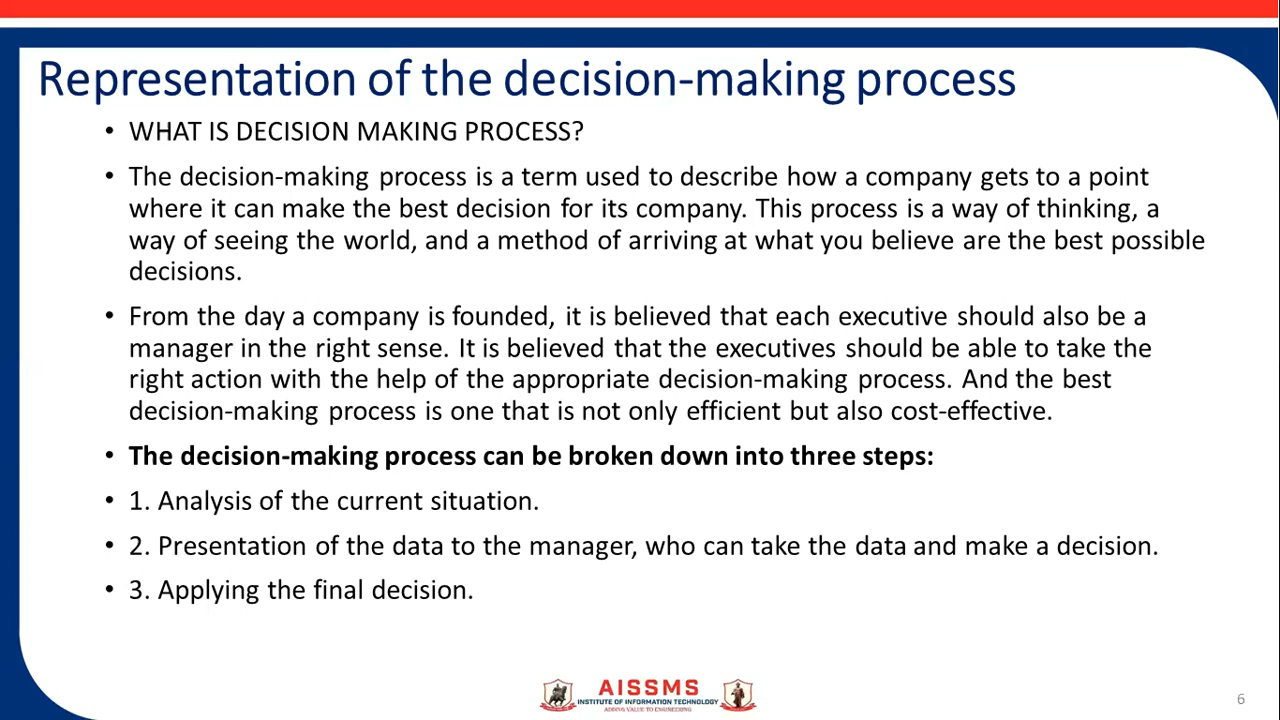 Representation of the decision-making process
• WHAT IS DECISION MAKING PROCESS?
• The decision-making process is a term used to describe how a company gets to a point
where it can make the best decision for its company. This process is a way of thinking, a
way of seeing the world, and a method of arriving at what you believe are the best possible
decisions.
• From the day a company is founded, it is believed that each executive should also be a
manager in the right sense. It is believed that the executives should be able to take the
right action with the help of the appropriate decision-making process. And the best
decision-making process is one that is not only efficient but also cost-effective.
• The decision-making process can be broken down into three steps:
• 1. Analysis of the current situation.
• 2. Presentation of the data to the manager, who can take the data and make a decision.
• 3. Applying the final decision.
AISSMS
INSTITUTE OF INFORMATION TECHNOLOGY
ADDING VALUE TO ENGINEERING
6